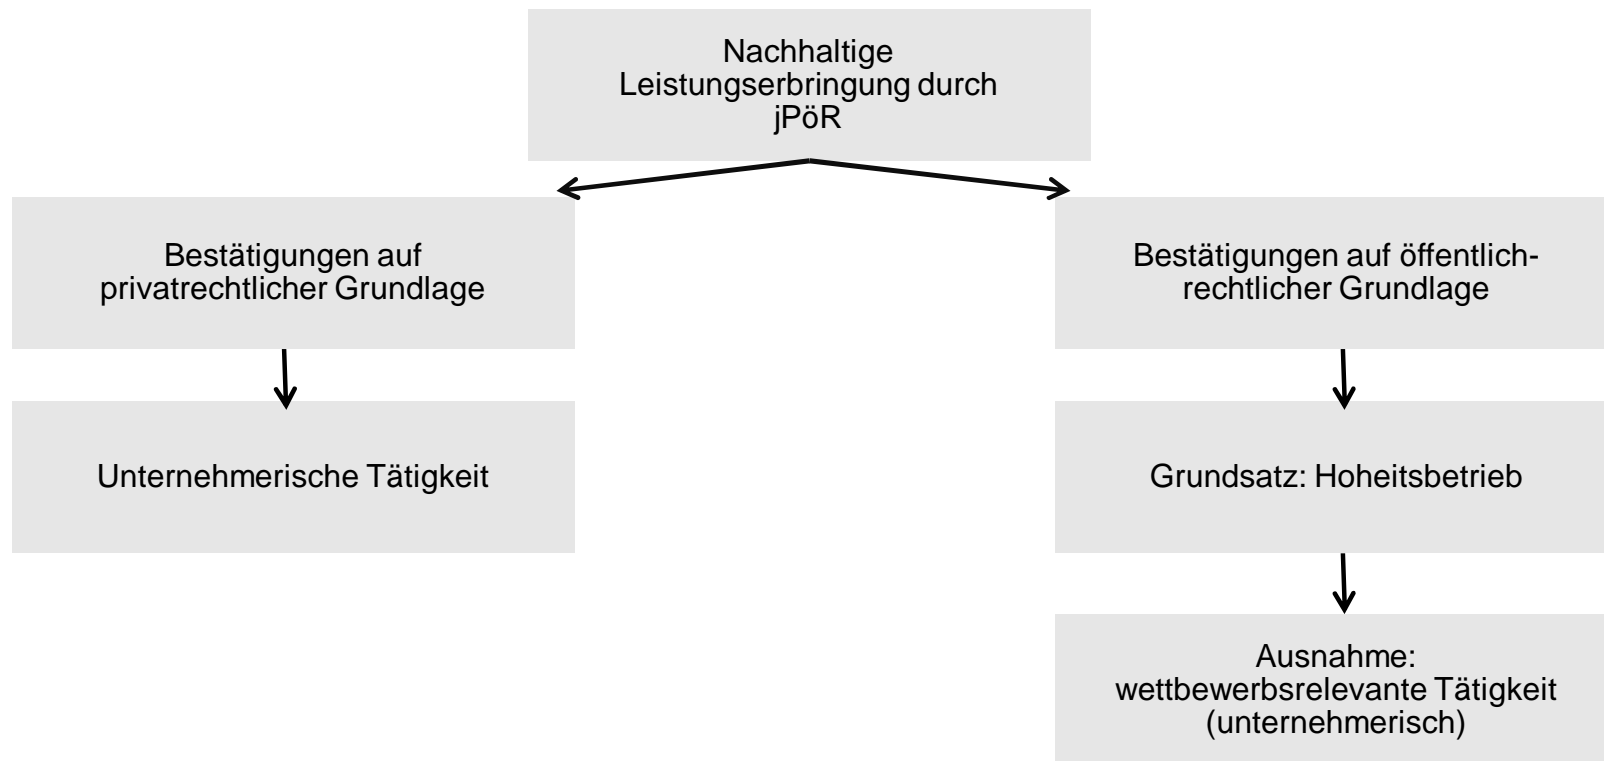 Nachhaltige
Leistungserbringung durch
jPöR
Bestätigungen auf
privatrechtlicher Grundlage
Bestätigungen auf öffentlich-
rechtlicher Grundlage
Unternehmerische Tätigkeit
Grundsatz: Hoheitsbetrieb
Ausnahme:
wettbewerbsrelevante Tätigkeit
(unternehmerisch)